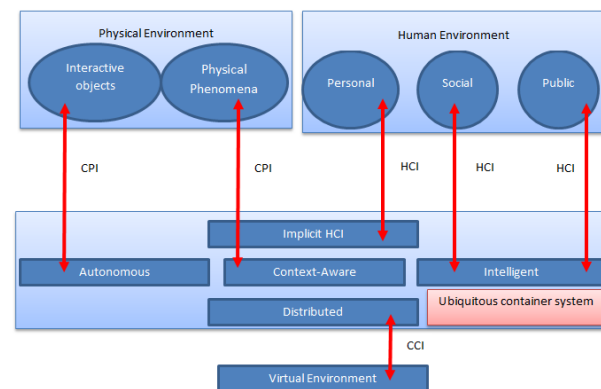 Physical Environment
Human Environment
Interactive
objects
Physical
Phenomena
Personal
Social
Public
CPI
CPI
HCI
HCI
HCI
Implicit HCI
Autonomous
Context-Aware
Intelligent
Distributed
Ubiquitous container system
CCI
Virtual Environment